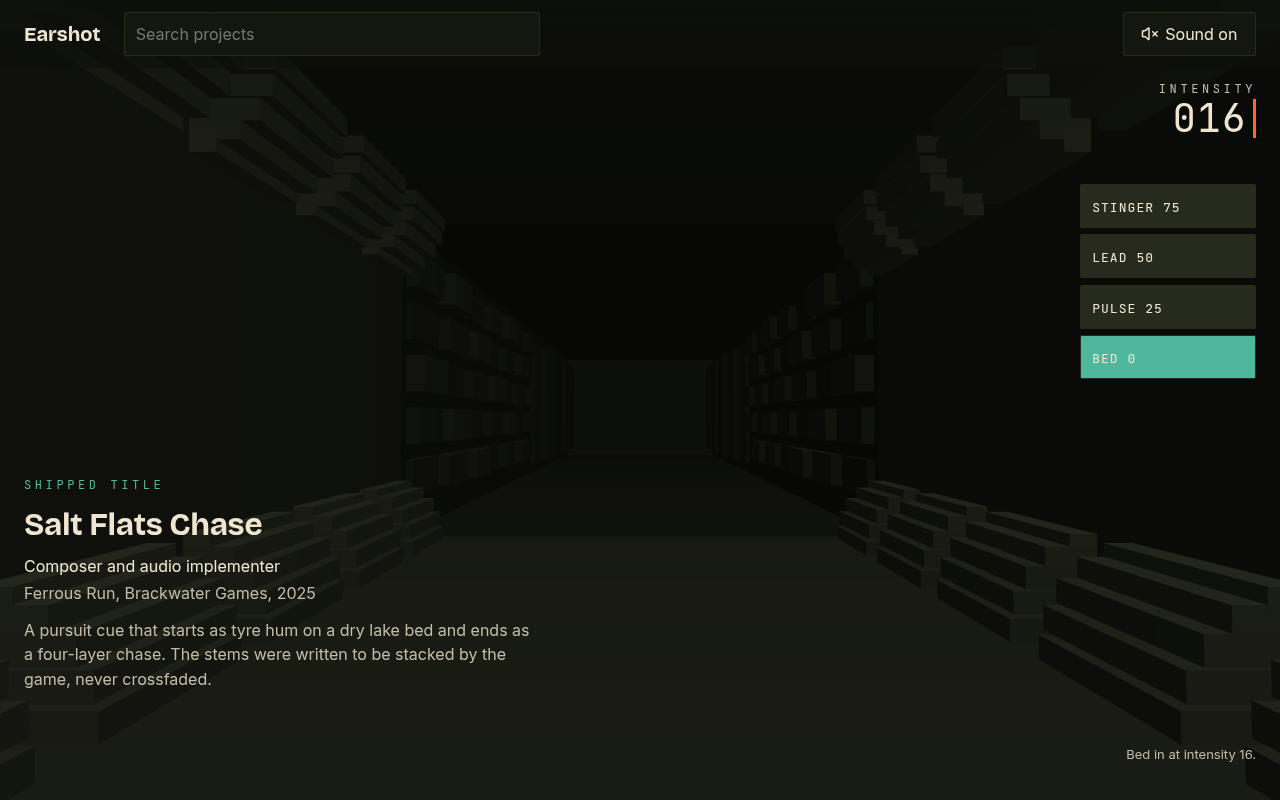 Earshot
Search projects
Sound on
INTENSITY
016
STINGER 75
LEAD 50
PULSE 25
BED 0
SHIPPED TITLE
Salt Flats Chase
Composer and audio implementer
Ferrous Run, Brackwater Games, 2025
A pursuit cue that starts as tyre hum on a dry lake bed and ends as
a four-layer chase. The stems were written to be stacked by the
game, never crossfaded.
Bed in at intensity 16.